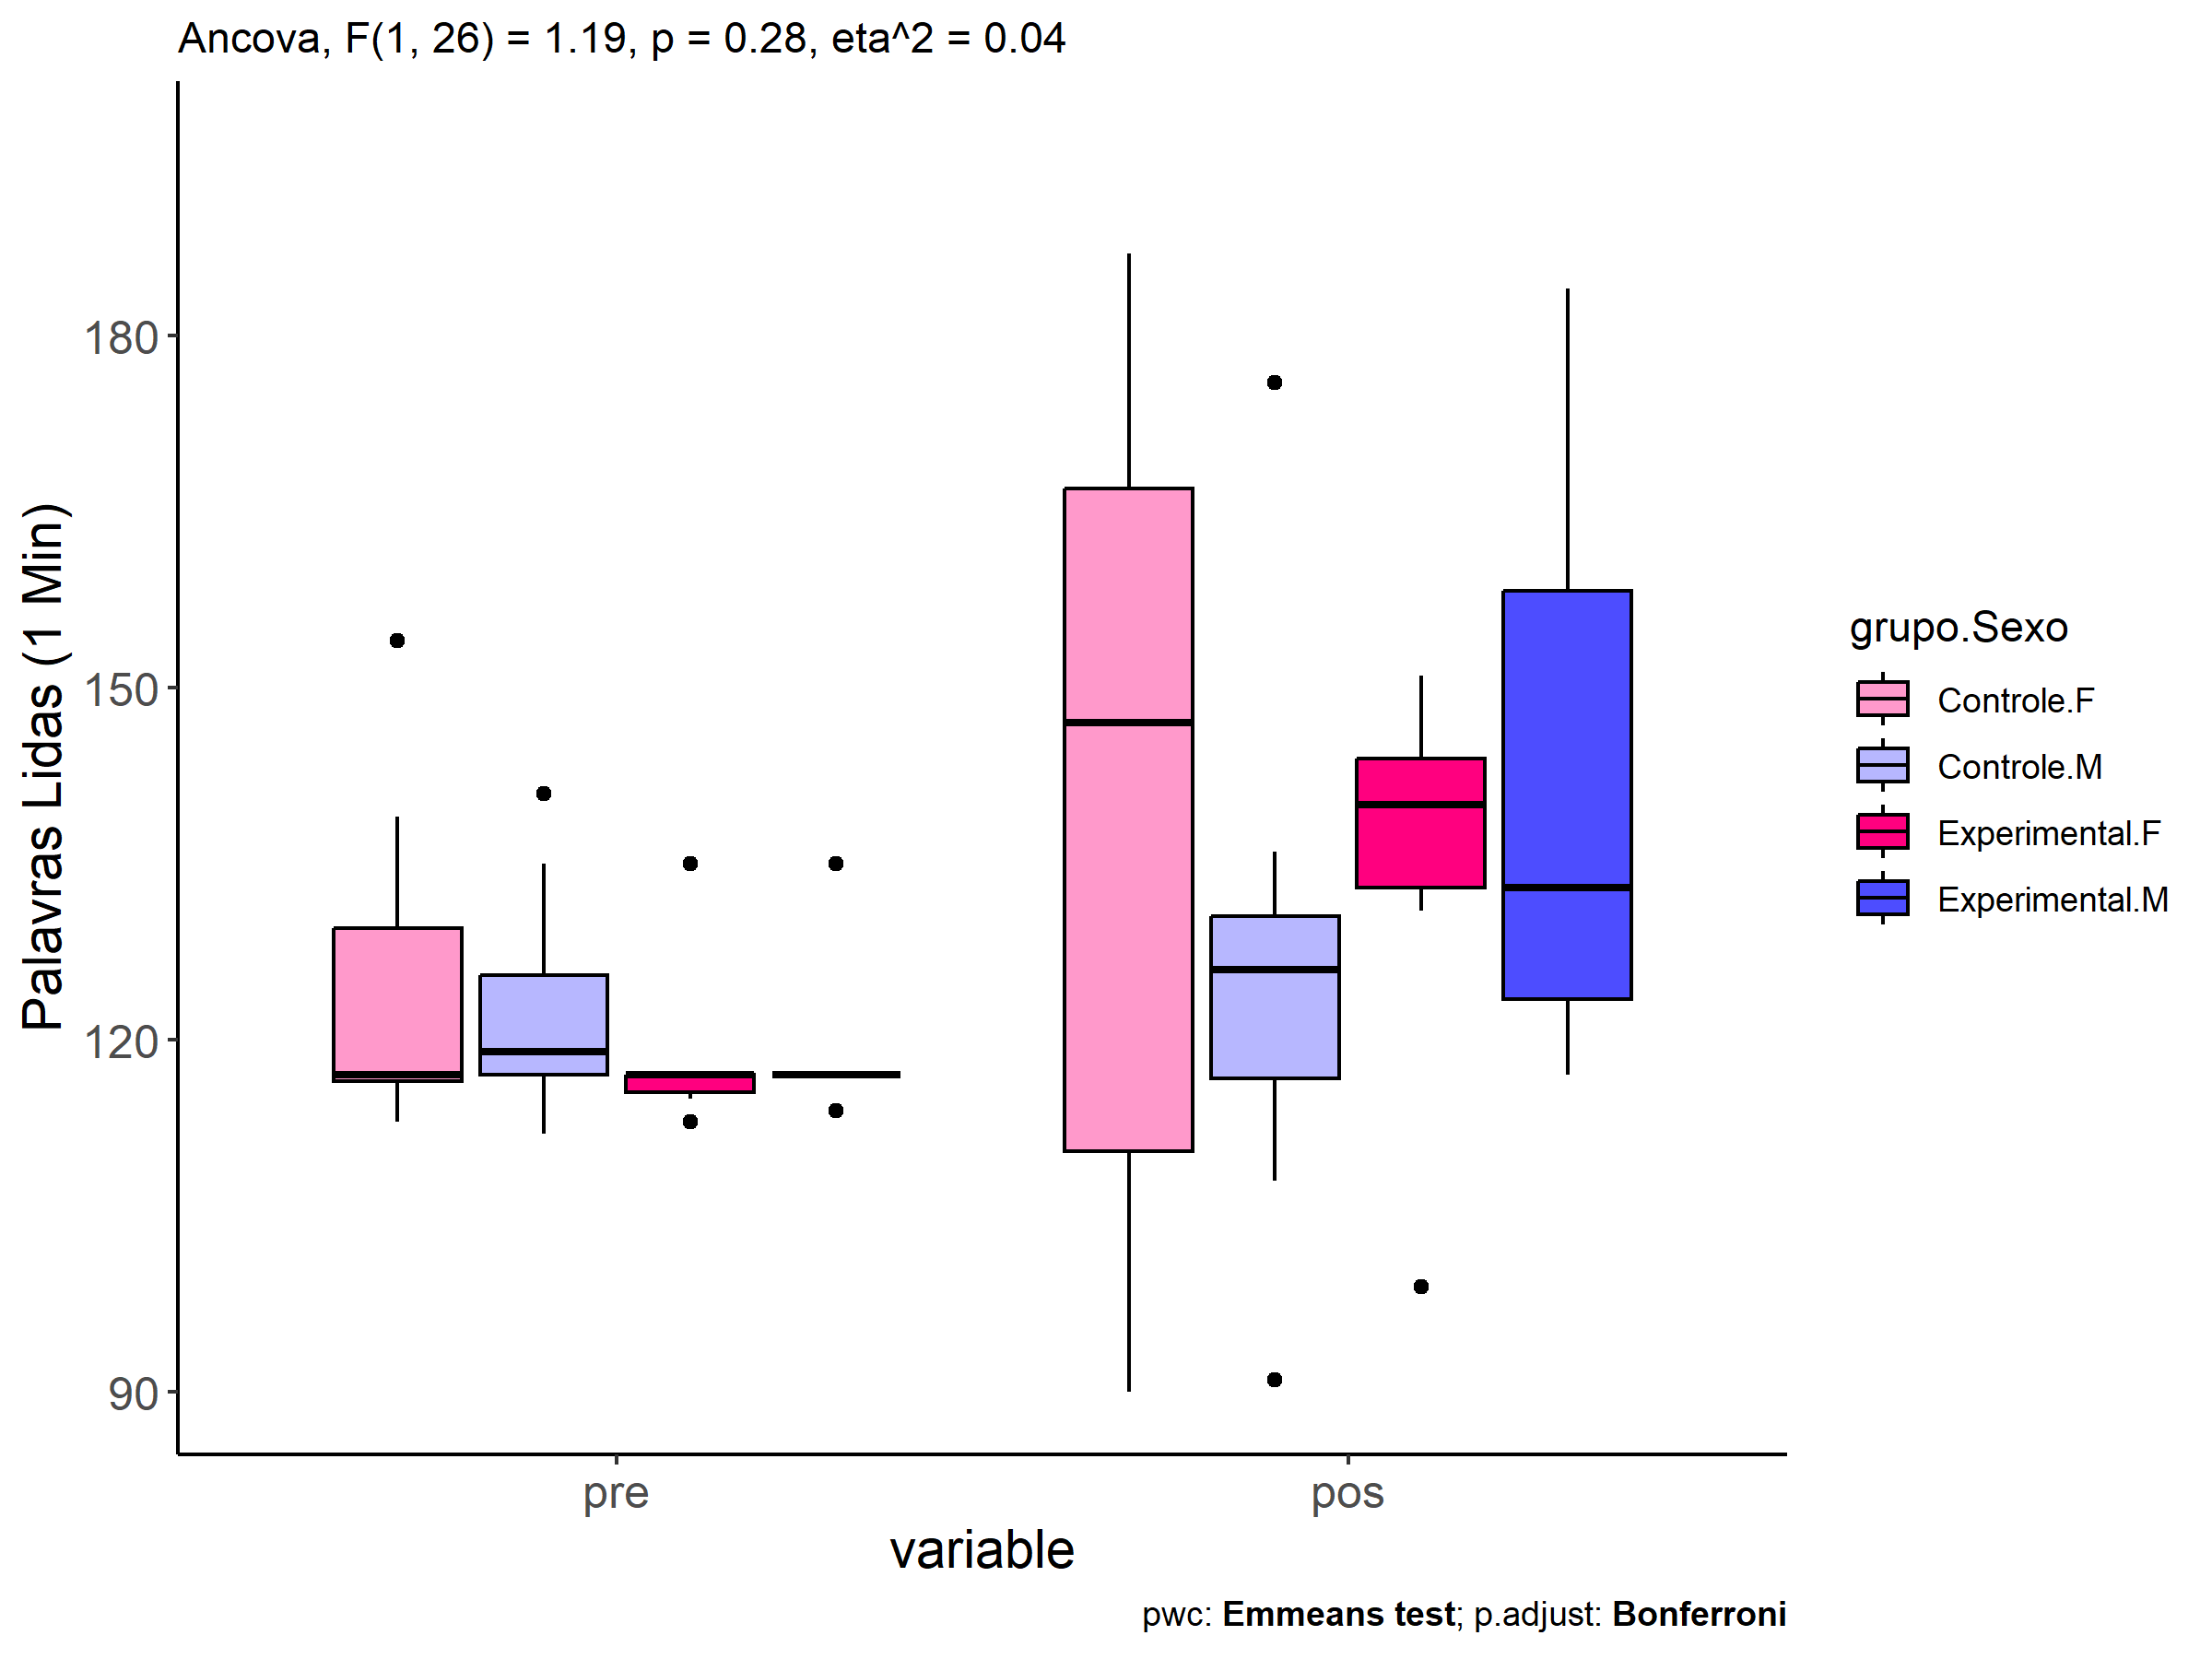 Ancova, F(1, 26) = 1.19, p = 0.28, eta^2 = 0.04
Palavras Lidas (1 Min)
180
150
120
90
pre
pos
variable
grupo.Sexo
Controle.F
Controle.M
Experimental.F
Experimental.M
pwc: Emmeans test; p.adjust: Bonferroni